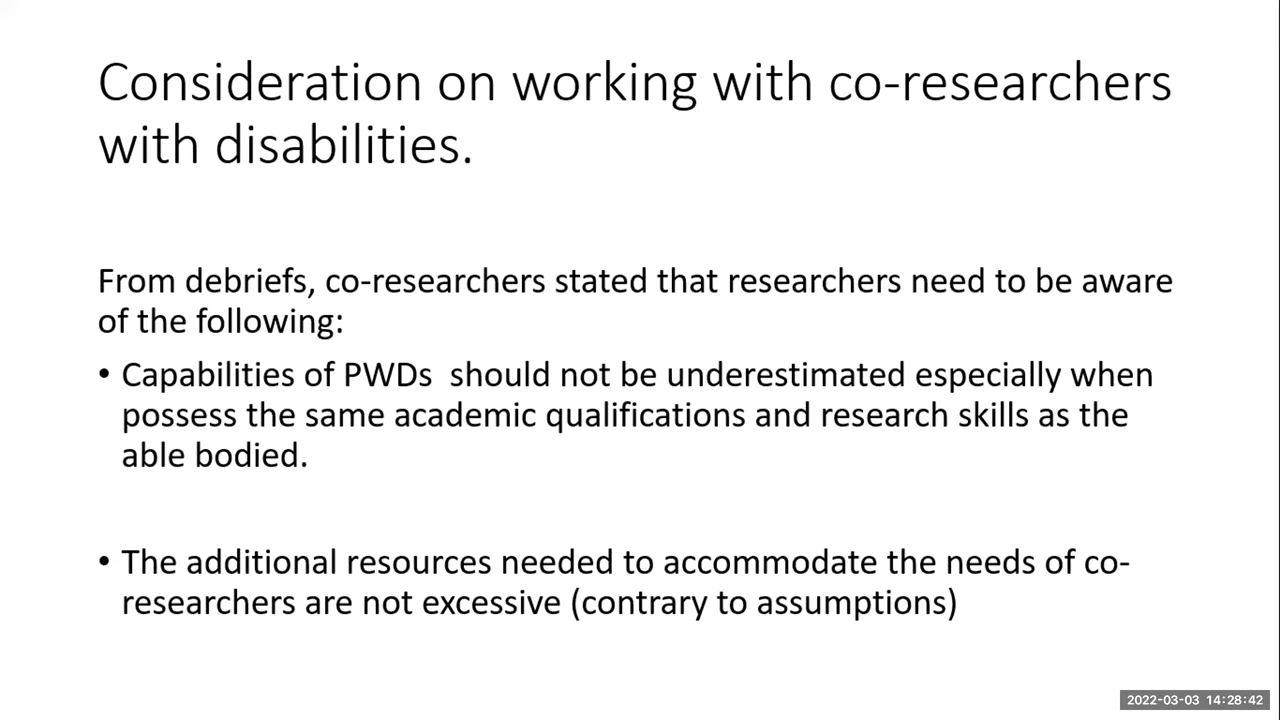 Consideration on working with co-researchers
with disabilities.
From debriefs, co-researchers stated that researchers need to be aware
of the following:
• Capabilities of PWDs  should not be underestimated especially when
possess the same academic qualifications and research skills as the
able bodied.
• The additional resources needed to accommodate the needs of co-
researchers are not excessive (contrary to assumptions)
2022-03-03 14:28:42